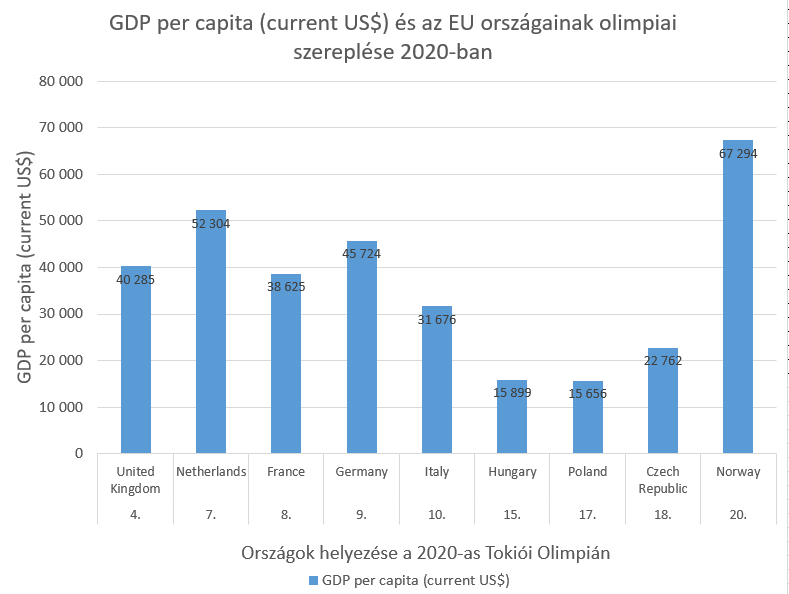 GDP per capita (current US$) és az EU országainak olimpiai
szereplése 2020-ban
GDP per capita (current US$)
80 000
70 000
60 000
50 000
40 000
30 000
20 000
10 000
0
40 285
52 304
38 625
45 724
31 676
15 899
15 656
22 762
67 294
United Kingdom
Netherlands
France
Germany
Italy
Hungary
Poland
Czech Republic
Norway
4.
7.
8.
9.
10.
15.
17.
18.
20.
Országok helyezése a 2020-as Tokiói Olimpián
GDP per capita (current US$)